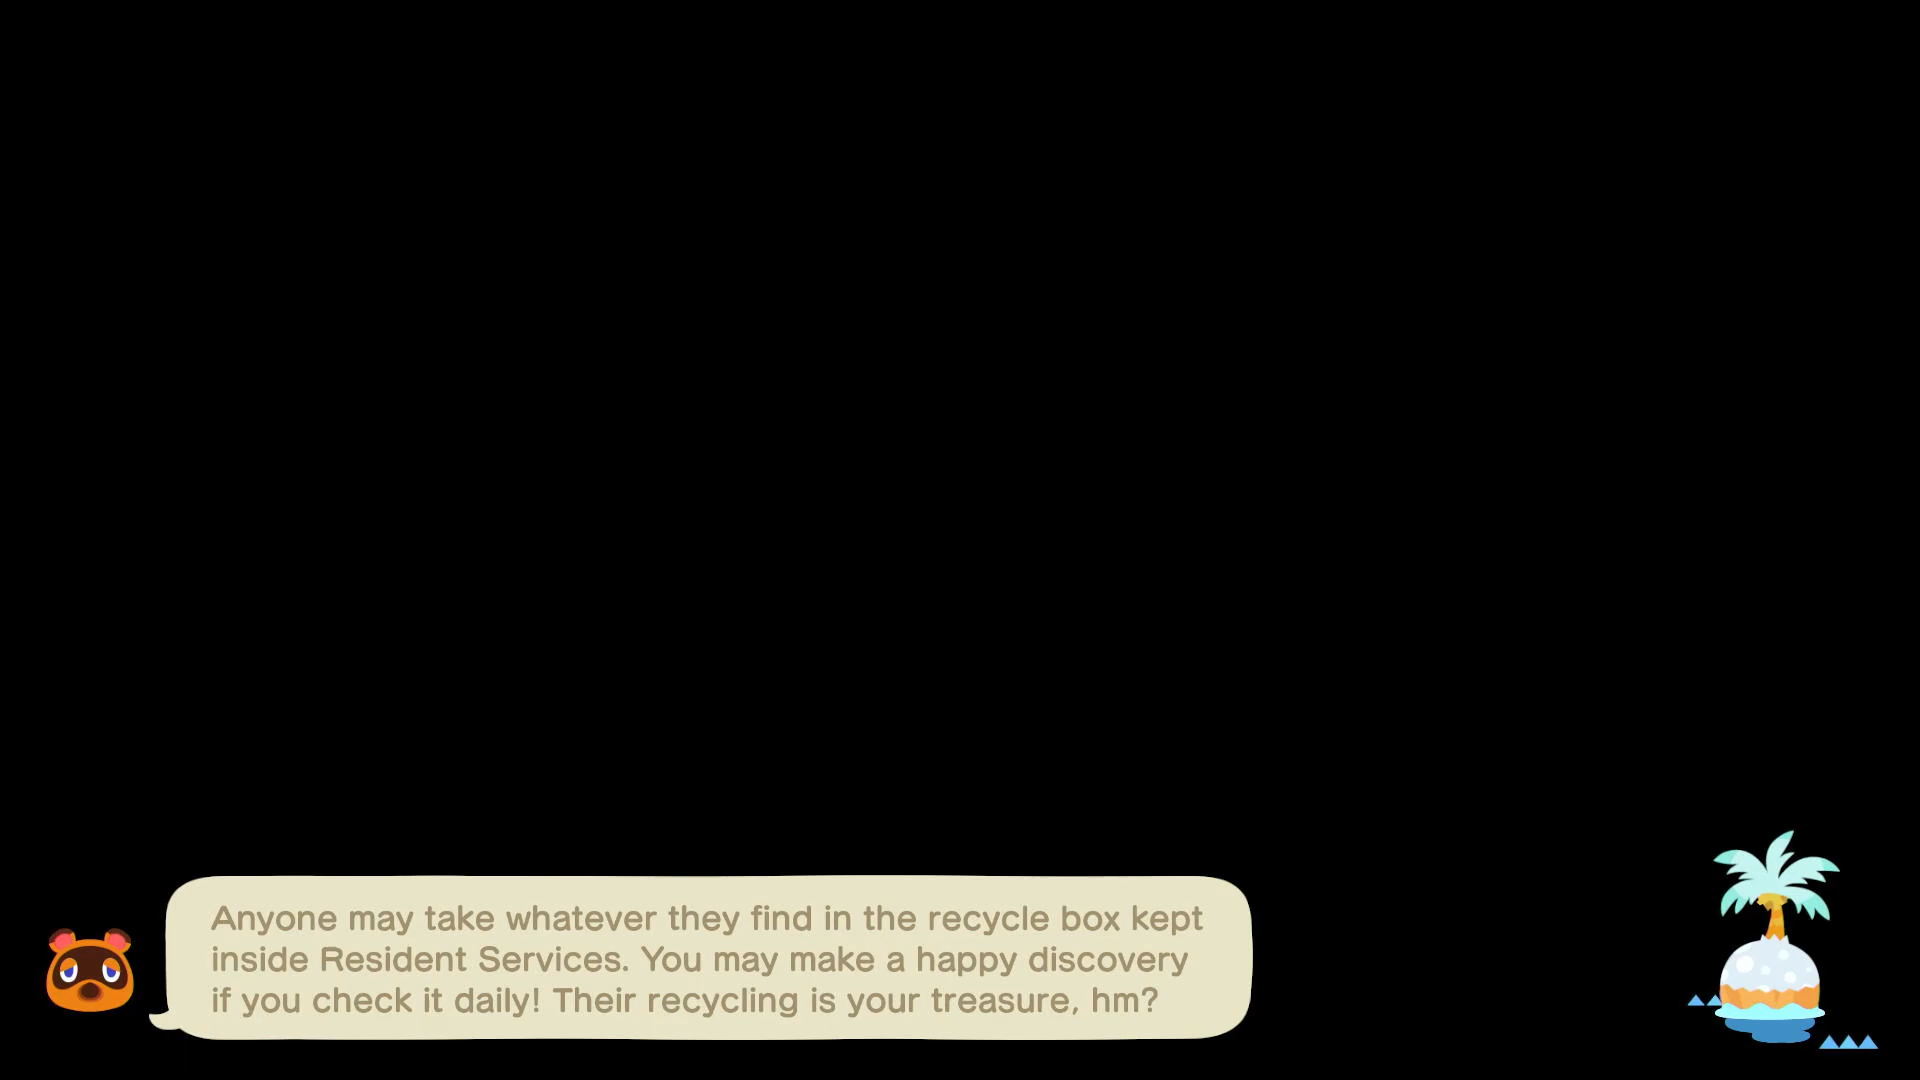 Anyone may take whatever they find in the recycle box kept
inside Resident Services. You may make a happy discovery
if you check it daily! Their recycling is your treasure, hm?